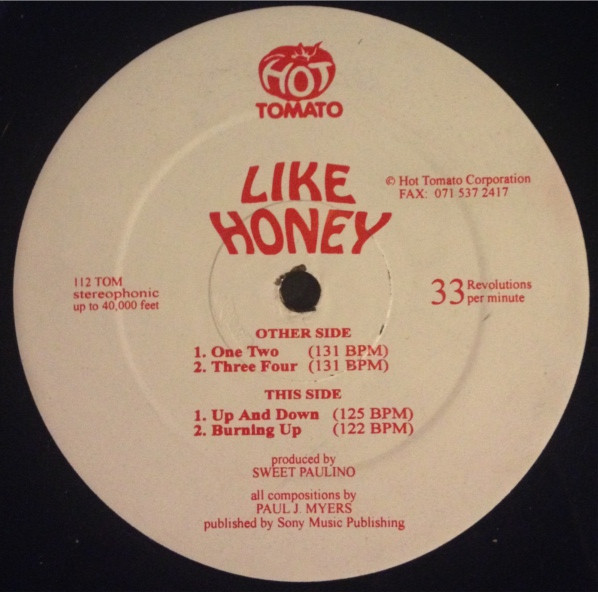 HOT
TOMATO
LIKE
HONEY
© Hot Tomato Corporation
FAX: 071 537 2417
112 TOM
stereophonic
up to 40,000 feet
33 Revolutions
per minute
OTHER SIDE
1. One Two (131 BPM)
2. Three Four (131 BPM)
THIS SIDE
1. Up And Down (125 BPM)
2. Burning Up (122 BPM)
produced by
SWEET PAULINO
all compositions by
PAUL J. MYERS
published by Sony Music Publishing